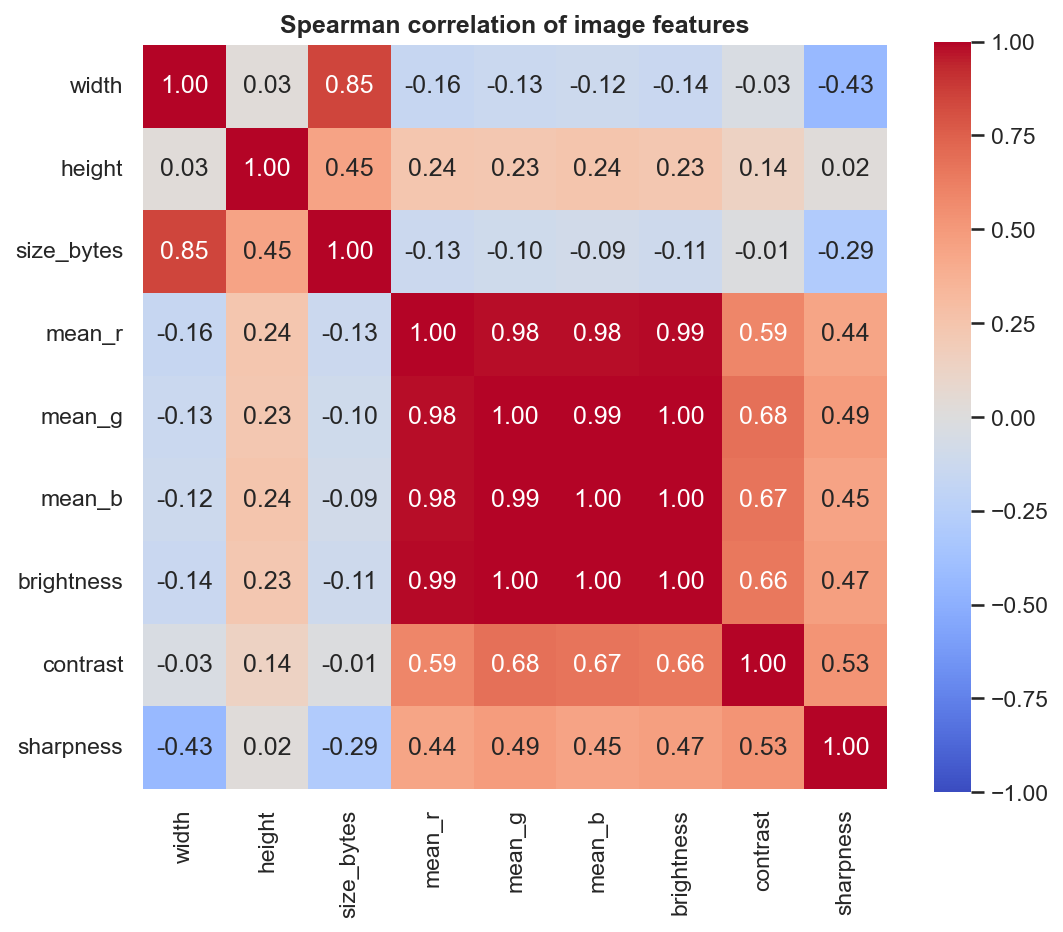 Spearman correlation of image features
width 1.00 0.03 0.85 -0.16 -0.13 -0.12 -0.14 -0.03 -0.43
height 0.03 1.00 0.45 0.24 0.23 0.24 0.23 0.14 0.02
size_bytes 0.85 0.45 1.00 -0.13 -0.10 -0.09 -0.11 -0.01 -0.29
mean_r -0.16 0.24 -0.13 1.00 0.98 0.98 0.99 0.59 0.44
mean_g -0.13 0.23 -0.10 0.98 1.00 0.99 1.00 0.68 0.49
mean_b -0.12 0.24 -0.09 0.98 0.99 1.00 1.00 0.67 0.45
brightness -0.14 0.23 -0.11 0.99 1.00 1.00 1.00 0.66 0.47
contrast -0.03 0.14 -0.01 0.59 0.68 0.67 0.66 1.00 0.53
sharpness -0.43 0.02 -0.29 0.44 0.49 0.45 0.47 0.53 1.00
width height size_bytes mean_r mean_g mean_b brightness contrast sharpness
1.00
0.75
0.50
0.25
0.00
−0.25
−0.50
−0.75
−1.00